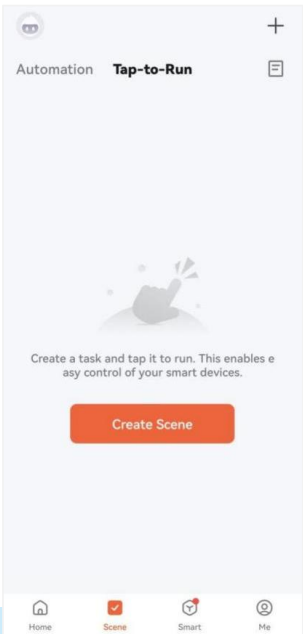 Automation Tap-to-Run
Create a task and tap it to run. This enables e
asy control of your smart devices.
Create Scene
Home Scene Smart Me